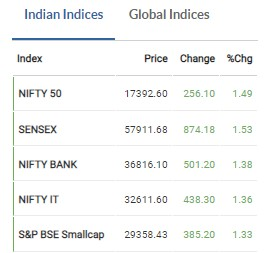 Indian Indices Global Indices
Index Price Change %Chg
NIFTY 50 17392.60 256.10 1.49
SENSEX 57911.68 874.18 1.53
NIFTY BANK 36816.10 501.20 1.38
NIFTY IT 32611.60 438.30 1.36
S&P BSE Smallcap 29358.43 385.20 1.33